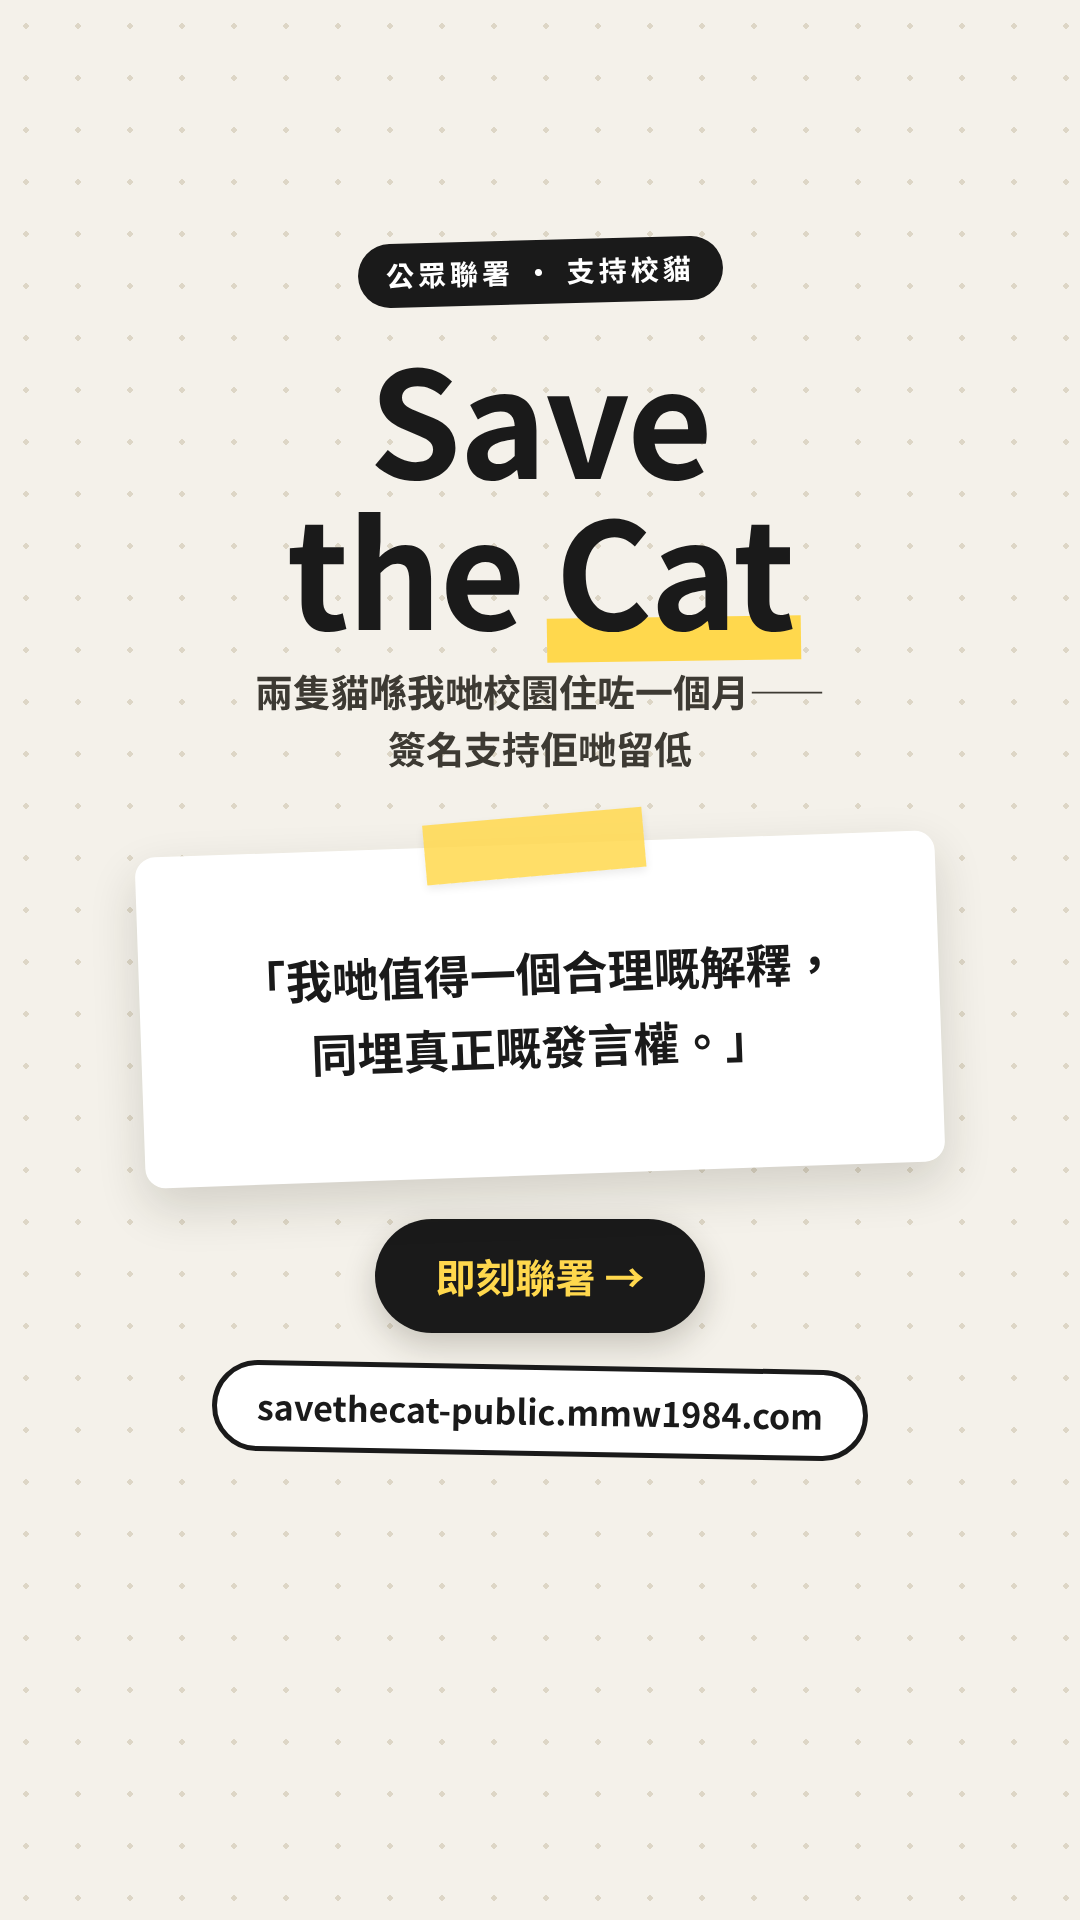 公眾聯署 · 支持校貓
Save
the Cat
兩隻貓喺我哋校園住咗一個月——
簽名支持佢哋留低
「我哋值得一個合理嘅解釋，
同埋真正嘅發言權。」
即刻聯署 →
savethecat-public.mmw1984.com